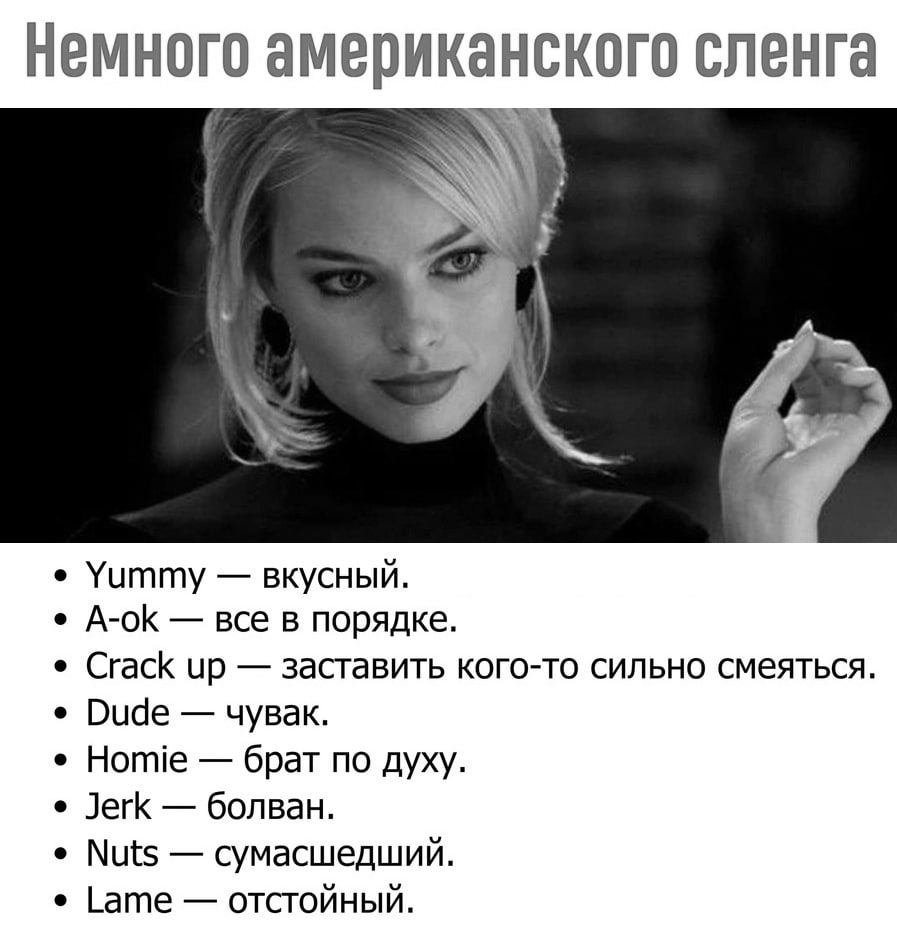 Немного американского сленга
• Yummy — вкусный.
• A-ok — все в порядке.
• Crack up — заставить кого-то сильно смеяться.
• Dude — чувак.
• Homie — брат по духу.
• Jerk — болван.
• Nuts — сумасшедший.
• Lame — отстойный.